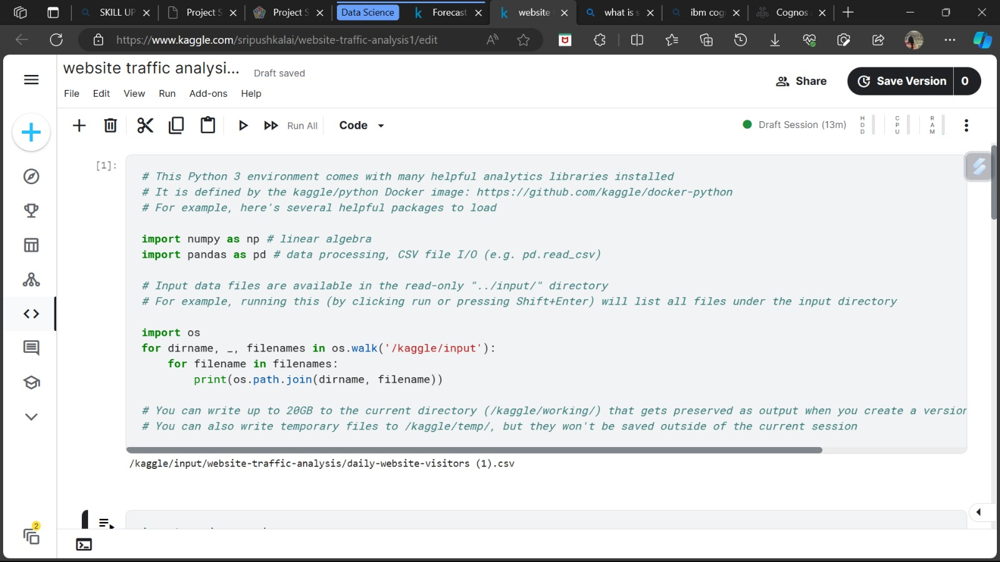 SKILL UP
Project S
Project S
Data Science
Forecast
website
what is s
ibm cog
Cognos
https://www.kaggle.com/sripushkalai/website-traffic-analysis1/edit
website traffic analysi...
Draft saved
Share
Save Version
0
File Edit View Run Add-ons Help
Run All
Code
Draft Session (13m)
HDD
CPU
RAM
[1]:
# This Python 3 environment comes with many helpful analytics libraries installed
# It is defined by the kaggle/python Docker image: https://github.com/kaggle/docker-python
# For example, here's several helpful packages to load
import numpy as np # linear algebra
import pandas as pd # data processing, CSV file I/O (e.g. pd.read_csv)
# Input data files are available in the read-only "../input/" directory
# For example, running this (by clicking run or pressing Shift+Enter) will list all files under the input directory
import os
for dirname, _, filenames in os.walk('/kaggle/input'):
    for filename in filenames:
        print(os.path.join(dirname, filename))
# You can write up to 20GB to the current directory (/kaggle/working/) that gets preserved as output when you create a version
# You can also write temporary files to /kaggle/temp/, but they won't be saved outside of the current session
/kaggle/input/website-traffic-analysis/daily-website-visitors (1).csv
2